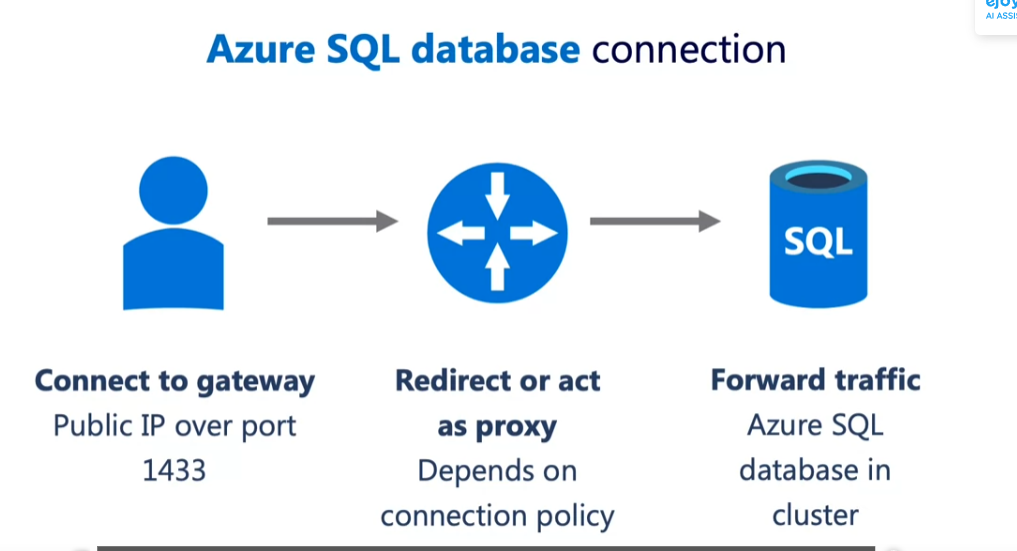 ejoy
AI ASSIS
Azure SQL database connection
SQL
Connect to gateway
Public IP over port
1433
Redirect or act
as proxy
Depends on
connection policy
Forward traffic
Azure SQL
database in
cluster